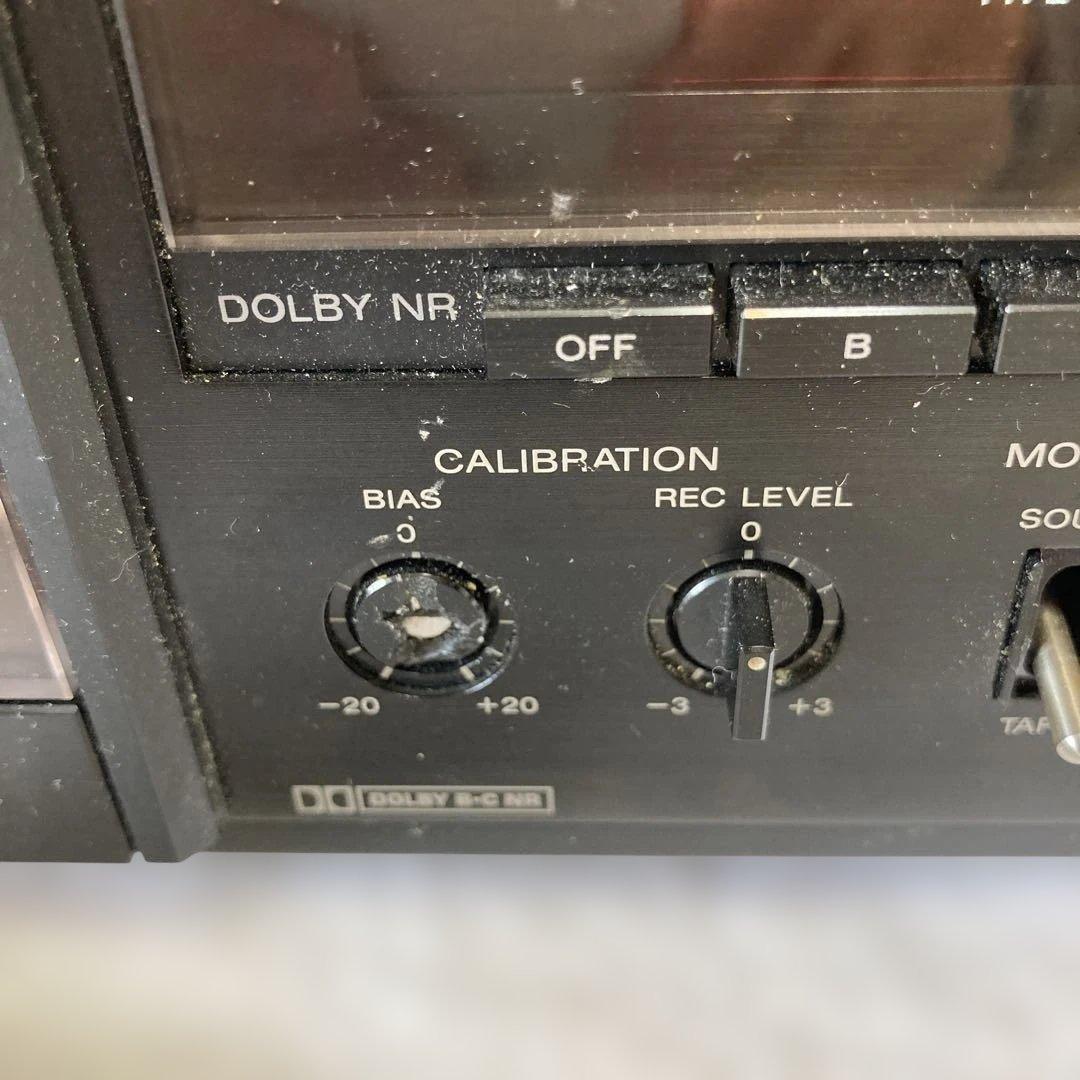 DOLBY NR
OFF
B
CALIBRATION
BIAS
REC LEVEL
0
0
-20
+20
-3
+3
DOLBY B·C NR